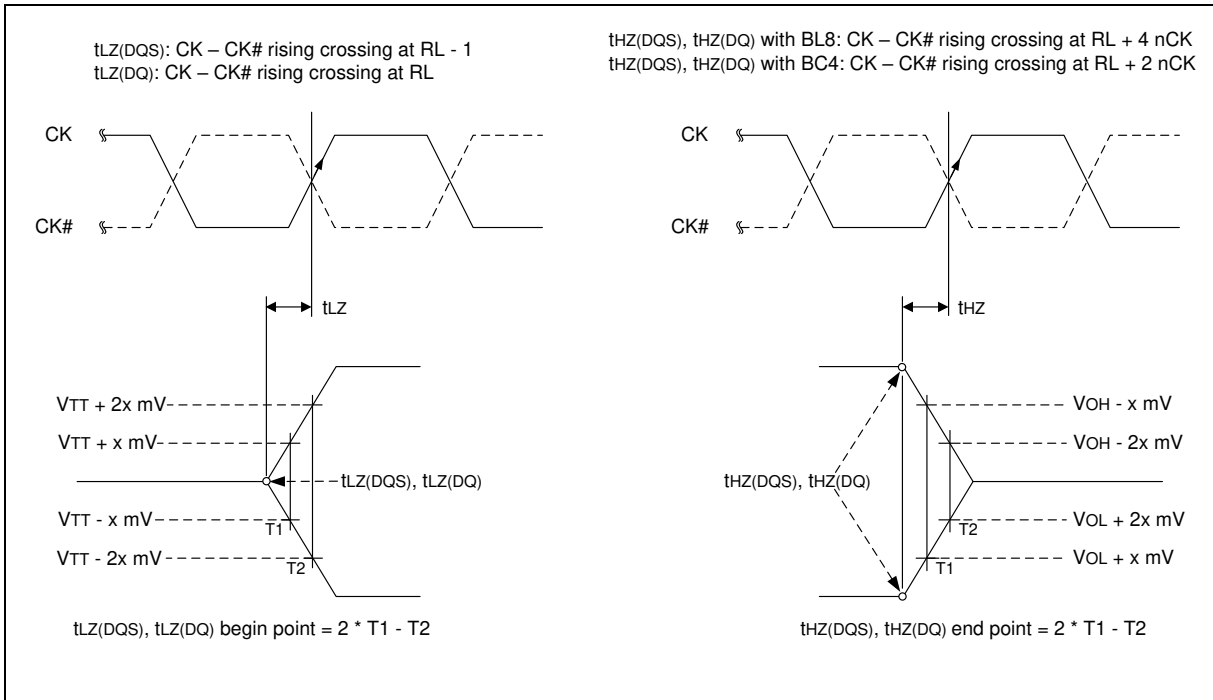 tLZ(DQS): CK – CK# rising crossing at RL - 1
tLZ(DQ): CK – CK# rising crossing at RL
tHZ(DQS), tHZ(DQ) with BL8: CK – CK# rising crossing at RL + 4 nCK
tHZ(DQS), tHZ(DQ) with BC4: CK – CK# rising crossing at RL + 2 nCK
CK
CK#
tLZ
VTT + 2x mV
VTT + x mV
tLZ(DQS), tLZ(DQ)
VTT - x mV
T1
VTT - 2x mV
T2
tLZ(DQS), tLZ(DQ) begin point = 2 * T1 - T2
CK
CK#
tHZ
VOH - x mV
VOH - 2x mV
tHZ(DQS), tHZ(DQ)
VOL + 2x mV
T2
VOL + x mV
T1
tHZ(DQS), tHZ(DQ) end point = 2 * T1 - T2